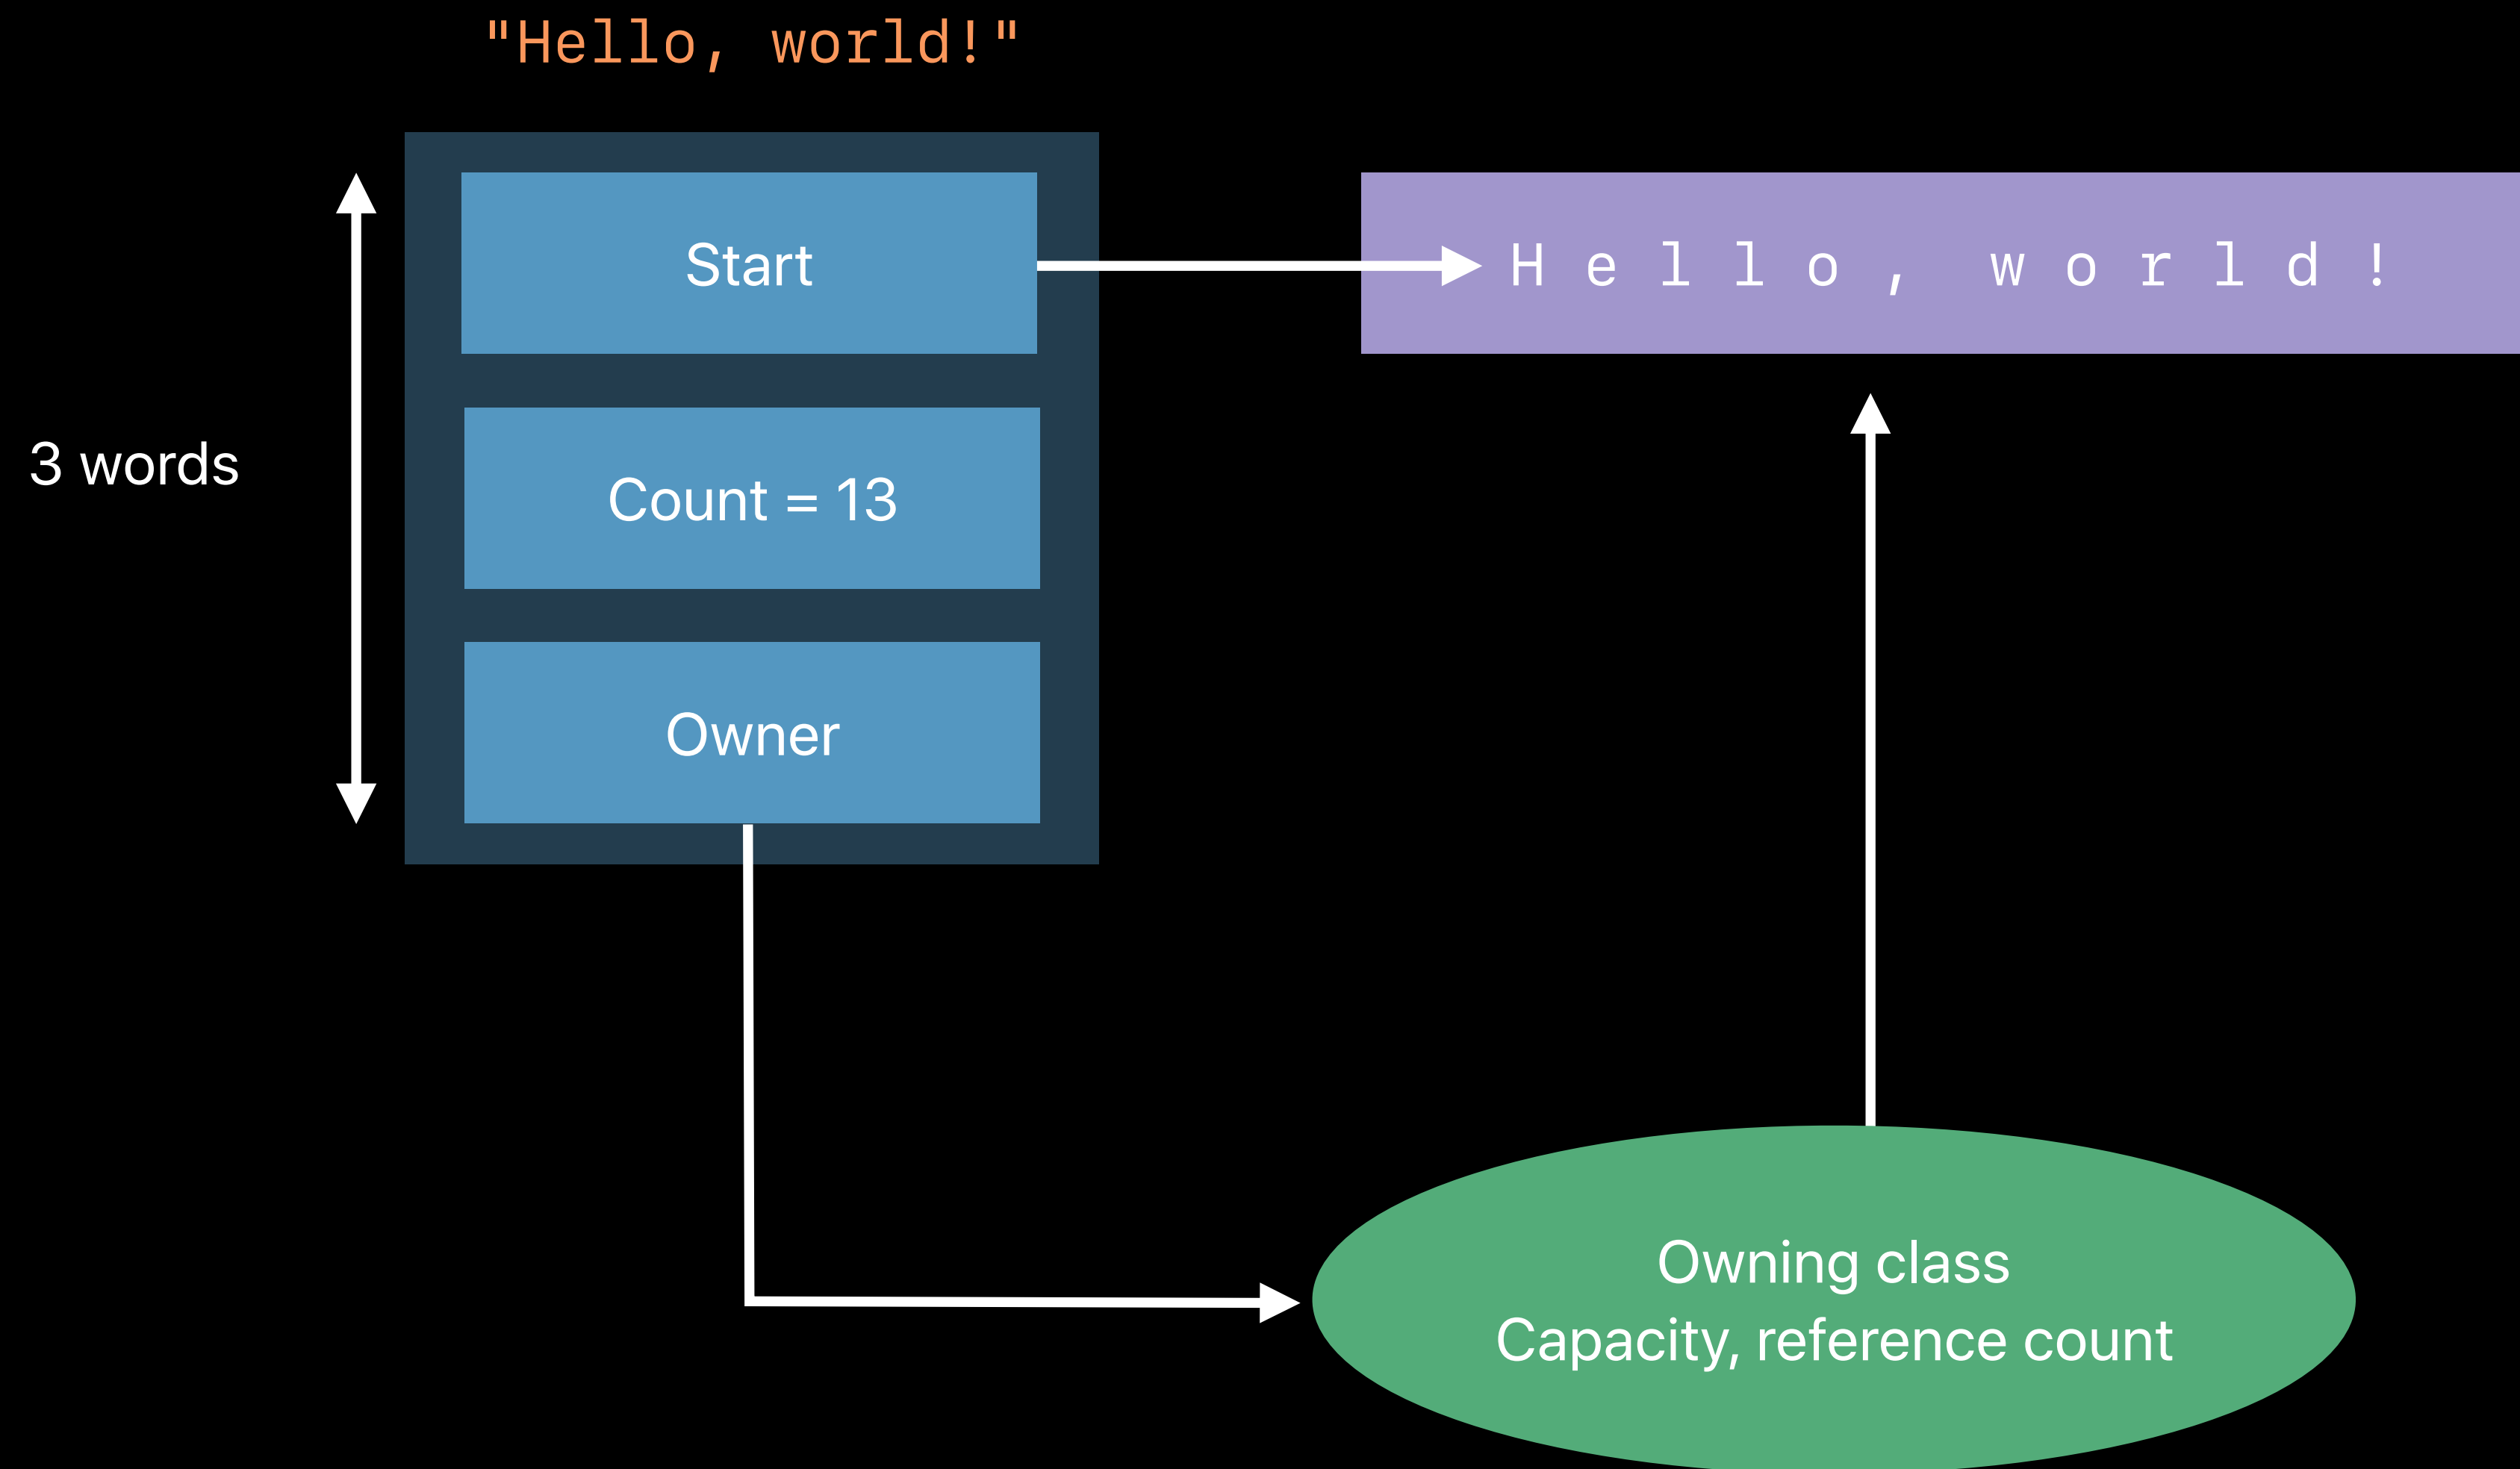 "Hello, world!"
Start
H e l l o ,   w o r l d !
3 words
Count = 13
Owner
Owning class
Capacity, reference count